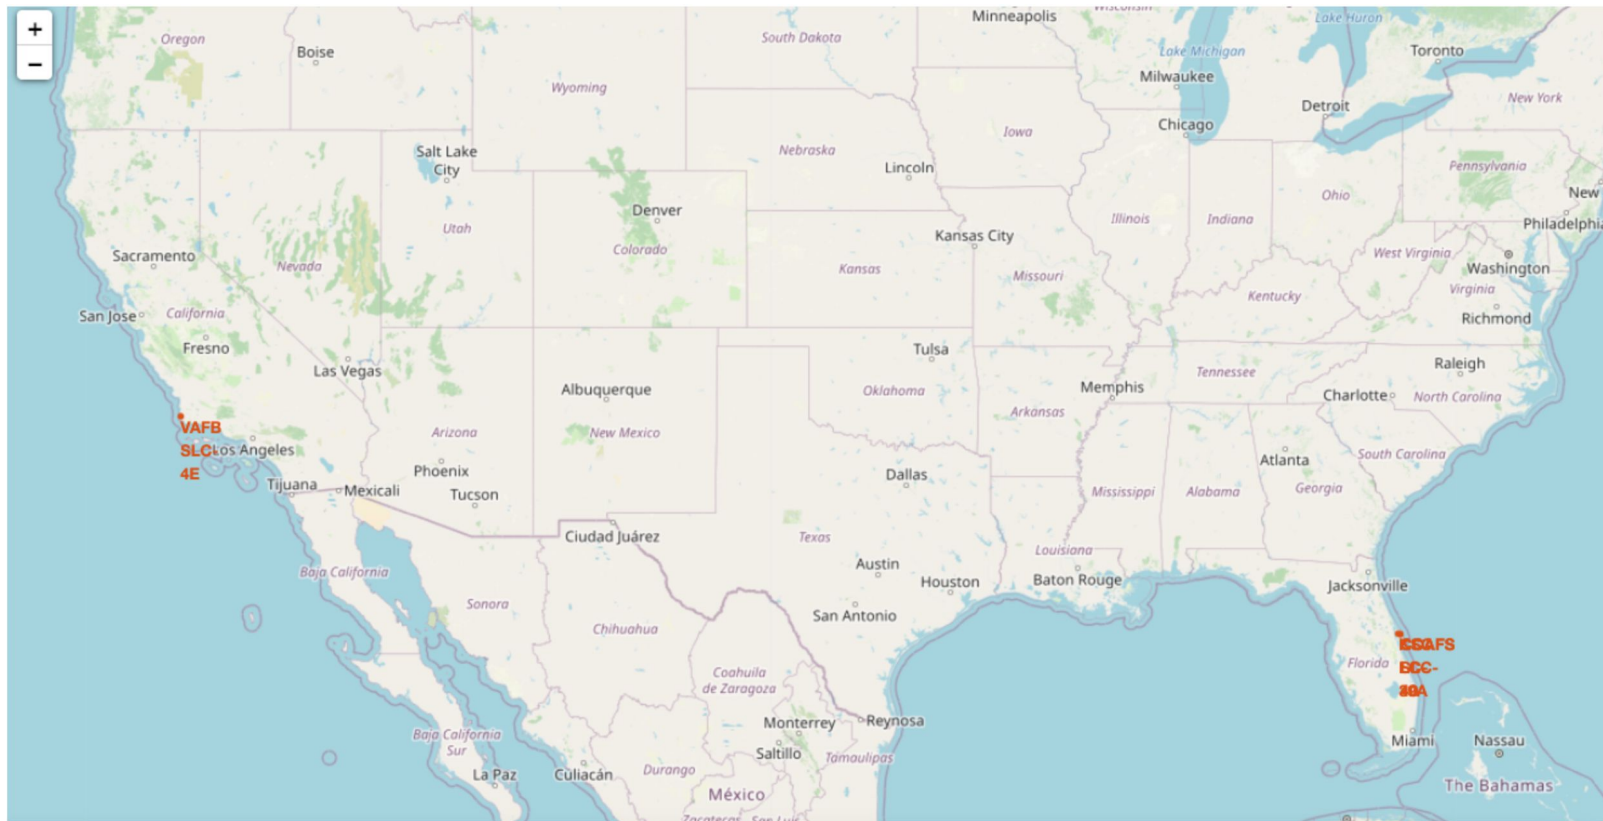 +
−
Oregon
Boise
Wyoming
South Dakota
Minneapolis
Wisconsin
Lake Huron
Lake Michigan
Toronto
Milwaukee
Detroit
New York
Chicago
Iowa
Salt Lake
City
Nebraska
Lincoln
Pennsylvania
Ohio
New
Denver
Utah
Colorado
Illinois
Indiana
Philadelphia
Kansas City
Sacramento
Nevada
Kansas
Missouri
West Virginia
Washington
Kentucky
Virginia
San Jose
California
Richmond
Fresno
Las Vegas
Tulsa
Raleigh
Tennessee
Albuquerque
Oklahoma
Memphis
Charlotte
North Carolina
Arkansas
VAFB
SLC-
4E
Los Angeles
Arizona
New Mexico
Phoenix
Tucson
Dallas
Atlanta
South Carolina
Tijuana
Mexicali
Mississippi
Alabama
Georgia
Ciudad Juárez
Texas
Louisiana
Austin
Houston
Baton Rouge
Jacksonville
Baja California
Sonora
San Antonio
Chihuahua
Florida
Coahuila
de Zaragoza
Monterrey
Reynosa
Saltillo
Tamaulipas
Baja California
Sur
La Paz
Culiacán
Durango
México
Zacatecas
San Luis
Miami
Nassau
The Bahamas